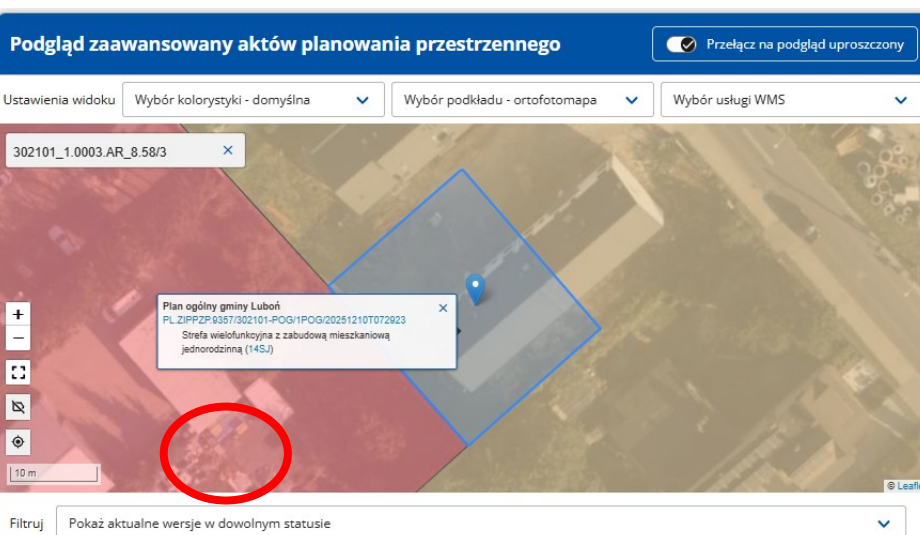 Podgląd zaawansowany aktów planowania przestrzennego
Przełącz na podgląd uproszczony
Ustawienia widoku
Wybór kolorystyki - domyślna
Wybór podkładu - ortofotomapa
Wybór usługi WMS
302101_1.0003.AR_8.58/3 ×
Plan ogólny gminy Luboń ×
PL.ZIPPZP.9357/302101-POG/1POG/20251210T072923
Strefa wielofunkcyjna z zabudową mieszkaniową
jednorodzinną (14SJ)
+
−
10 m
© Leafl
Filtruj
Pokaż aktualne wersje w dowolnym statusie